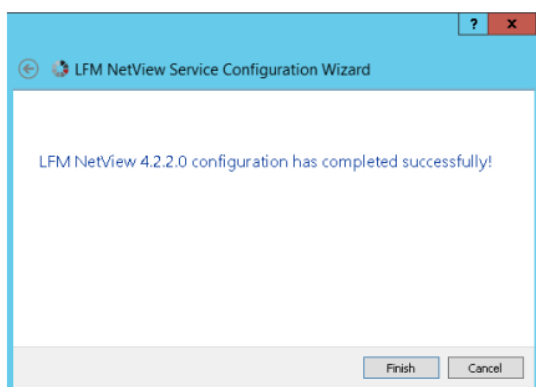 ? x
LFM NetView Service Configuration Wizard
LFM NetView 4.2.2.0 configuration has completed successfully!
Finish Cancel